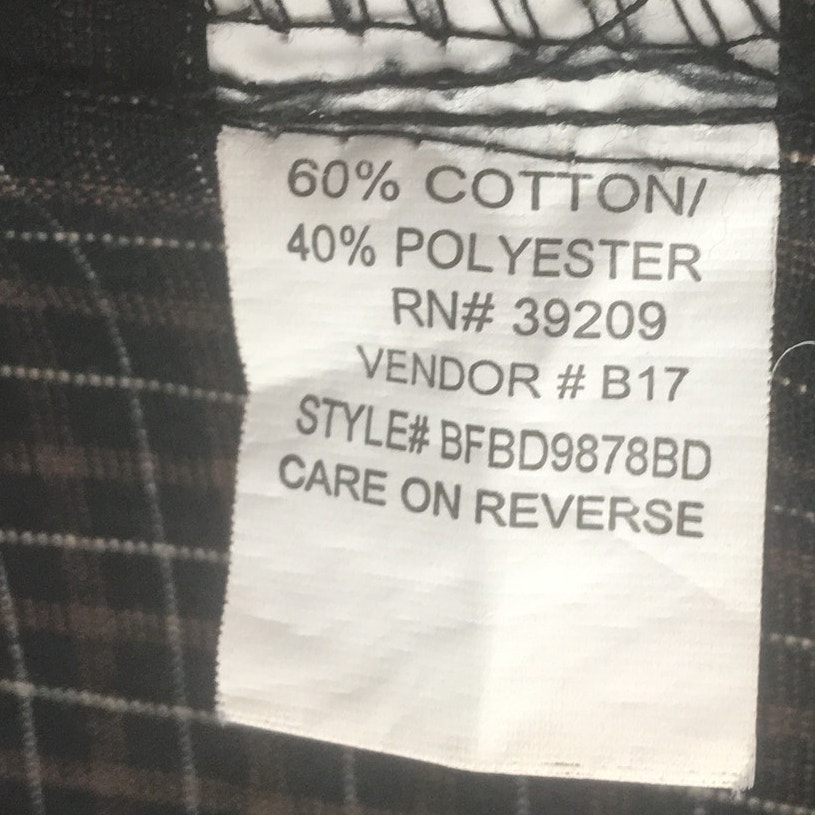 60% COTTON/
40% POLYESTER
RN# 39209
VENDOR # B17
STYLE# BFBD9878BD
CARE ON REVERSE